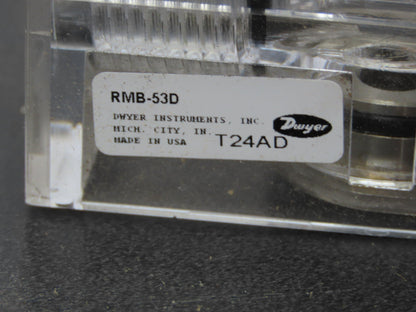 RMB-53D
DWYER INSTRUMENTS, INC.
MICH. CITY, IN.
MADE IN USA
T24AD
Dwyer